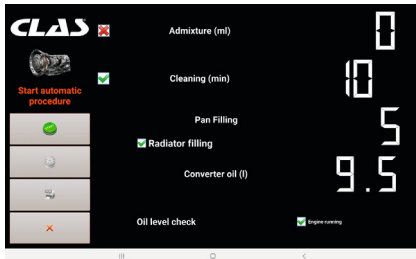 CLAS
Admixture (ml)
0
Cleaning (min)
10
Start automatic
procedure
Pan Filling
5
Radiator filling
Converter oil (l)
9.5
Oil level check
Engine running